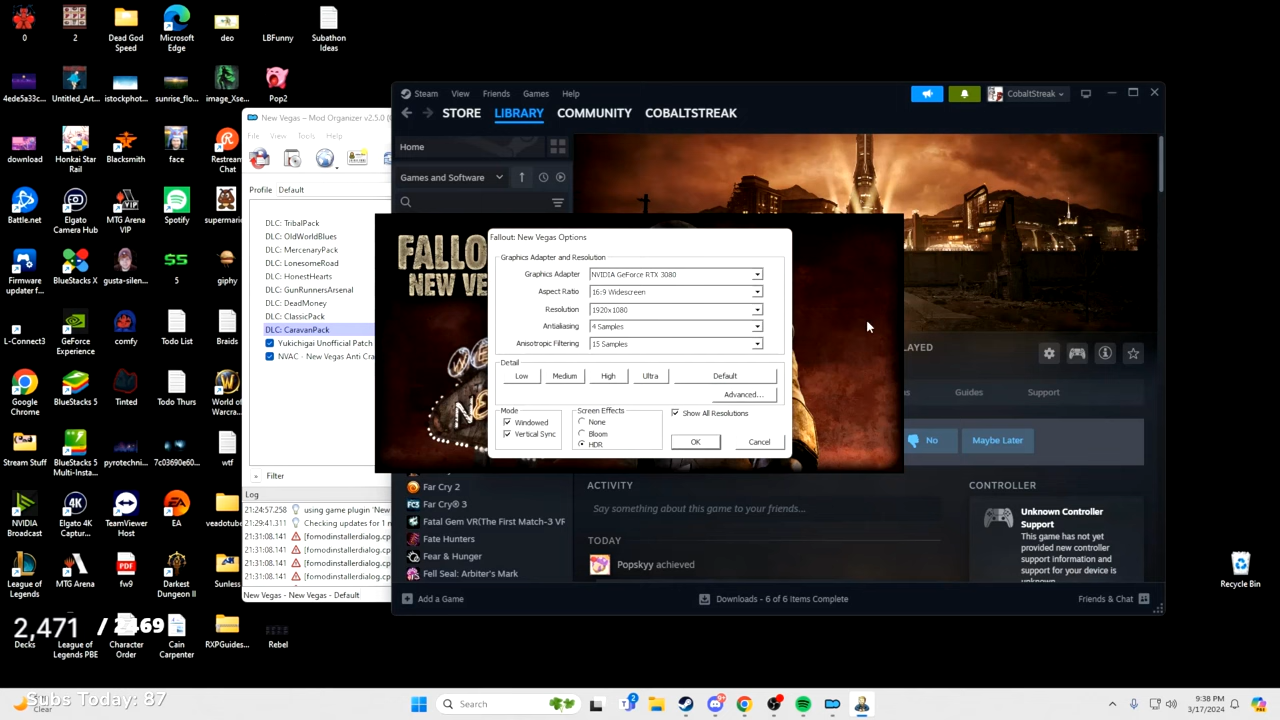 0
2
Dead God
Speed
Microsoft
Edge
deo
LBFunny
Subathon
Ideas
4ede5a33c...
Untitled_Art...
istockphot...
sunrise_flo...
image_Xse...
Pop2
download
Honkai Star
Rail
Blacksmith
face
Restream
Chat
Battle.net
Elgato
Camera Hub
MTG Arena
VIP
Spotify
supermari
Firmware
updater f...
BlueStacks X
gusta-silen...
5
giphy
L-Connect3
GeForce
Experience
comfy
Todo List
Braids
Google
Chrome
BlueStacks 5
Tinted
Todo Thurs
World of
Warcra...
Stream Stuff
BlueStacks 5
Multi-Insta...
pyrotechni...
7c03690e60...
wtf
NVIDIA
Broadcast
Elgato 4K
Captur...
TeamViewer
Host
EA
veadotube
League of
Legends
MTG Arena
fw9
Darkest
Dungeon II
Sunless
2,471 /
Decks
League of
Legends PBE
Character
Order
Cain
Carpenter
RXPGuides...
Rebel
Subs Today: 87
Clear
New Vegas – Mod Organizer v2.5.0 (
File View Tools Help
Profile Default
DLC: TribalPack
DLC: OldWorldBlues
DLC: MercenaryPack
DLC: LonesomeRoad
DLC: HonestHearts
DLC: GunRunnersArsenal
DLC: DeadMoney
DLC: ClassicPack
DLC: CaravanPack
Yukichigai Unofficial Patch
NVAC - New Vegas Anti Cra
Filter
Log
21:24:57.258 using game plugin 'New
21:29:41.311 Checking updates for 1 m
21:31:08.141 [fomodinstallerdialog.cp
21:31:08.141 [fomodinstallerdialog.cp
21:31:08.141 [fomodinstallerdialog.cp
21:31:08.141 [fomodinstallerdialog.cp
New Vegas - New Vegas - Default
Steam View Friends Games Help
CobaltStreak
STORE LIBRARY COMMUNITY COBALTSTREAK
Home
Games and Software
FALLO
NEW VE
Fallout: New Vegas Options
Graphics Adapter and Resolution
Graphics Adapter NVIDIA GeForce RTX 3080
Aspect Ratio 16:9 Widescreen
Resolution 1920x1080
Antialiasing 4 Samples
Anisotropic Filtering 15 Samples
Detail
Low Medium High Ultra Default
Advanced...
Mode
Windowed
Vertical Sync
Screen Effects
None
Bloom
HDR
Show All Resolutions
OK Cancel
AYED
Guides Support
No Maybe Later
ACTIVITY
Say something about this game to your friends...
TODAY
Popskyy achieved
CONTROLLER
Unknown Controller
Support
This game has not yet
provided new controller
support information and
support for your device is
unknown.
Far Cry 2
Far Cry® 3
Fatal Gem VR(The First Match-3 VR
Fate Hunters
Fear & Hunger
Fell Seal: Arbiter's Mark
Add a Game
Downloads - 6 of 6 Items Complete
Friends & Chat
Recycle Bin
Search
2
9+
9:38 PM
3/17/2024